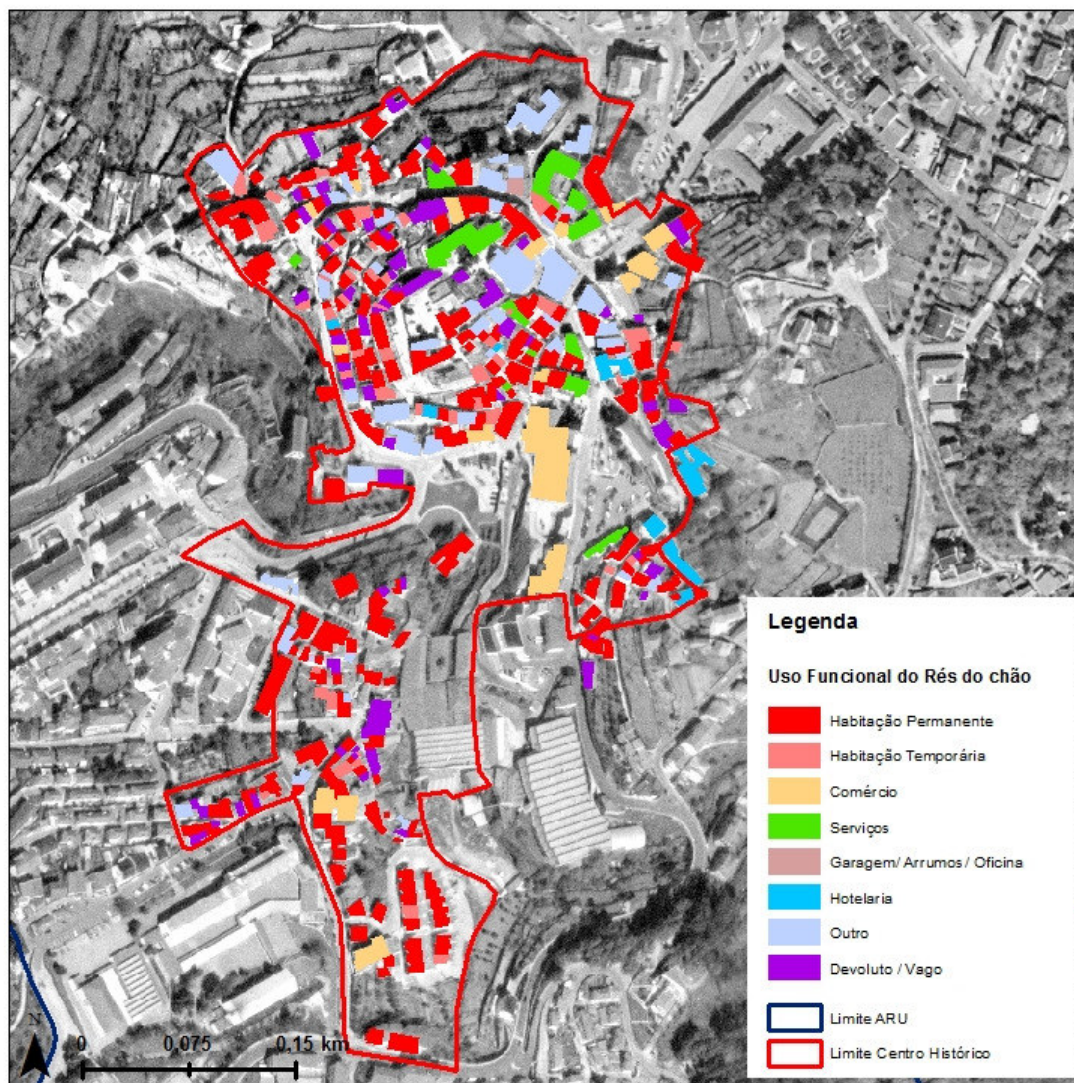 Legenda
Uso Funcional do Rés do chão
Habitação Permanente
Habitação Temporária
Comércio
Serviços
Garagem/ Arrumos / Oficina
Hotelaria
Outro
Devoluto / Vago
Limite ARU
Limite Centro Histórico
N
0 0,075 0,15 km